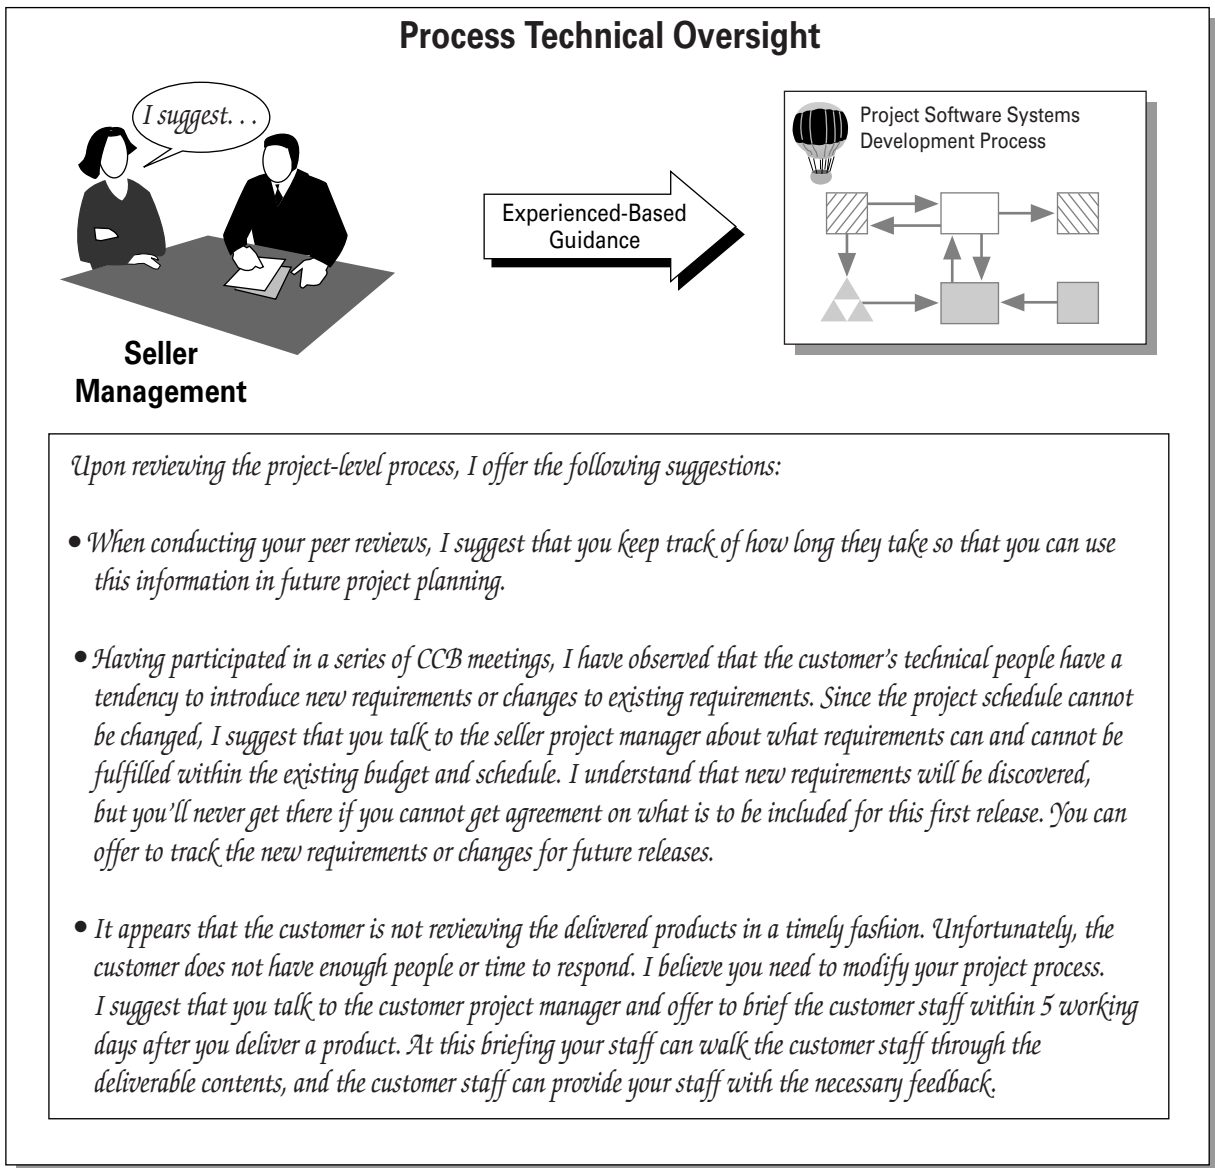 Process Technical Oversight
I suggest. . .
Project Software Systems
Development Process
Experienced-Based
Guidance
Seller
Management
Upon reviewing the project-level process, I offer the following suggestions:
• When conducting your peer reviews, I suggest that you keep track of how long they take so that you can use
this information in future project planning.
• Having participated in a series of CCB meetings, I have observed that the customer's technical people have a
tendency to introduce new requirements or changes to existing requirements. Since the project schedule cannot
be changed, I suggest that you talk to the seller project manager about what requirements can and cannot be
fulfilled within the existing budget and schedule. I understand that new requirements will be discovered,
but you'll never get there if you cannot get agreement on what is to be included for this first release. You can
offer to track the new requirements or changes for future releases.
• It appears that the customer is not reviewing the delivered products in a timely fashion. Unfortunately, the
customer does not have enough people or time to respond. I believe you need to modify your project process.
I suggest that you talk to the customer project manager and offer to brief the customer staff within 5 working
days after you deliver a product. At this briefing your staff can walk the customer staff through the
deliverable contents, and the customer staff can provide your staff with the necessary feedback.